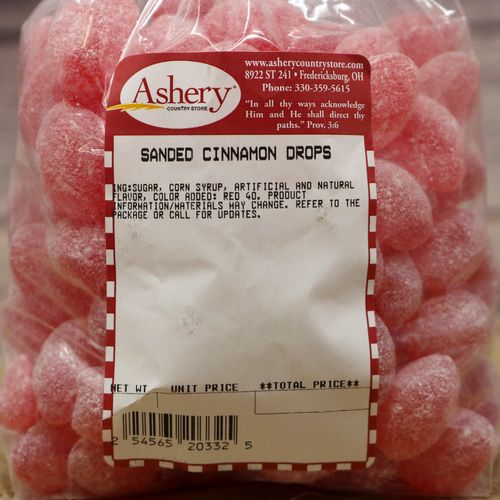 www.asherycountrystore.com
8922 ST 241 • Fredericksburg, OH
Phone: 330-359-5615
"In all thy ways acknowledge
Him and He shall direct thy
paths." Prov. 3:6
Ashery®
COUNTRY STORE
SANDED CINNAMON DROPS
ING:SUGAR, CORN SYRUP, ARTIFICIAL AND NATURAL
FLAVOR, COLOR ADDED: RED 40. PRODUCT
INFORMATION/MATERIALS MAY CHANGE. REFER TO THE
PACKAGE OR CALL FOR UPDATES.
NET WT UNIT PRICE **TOTAL PRICE**
2 54565 20332 5